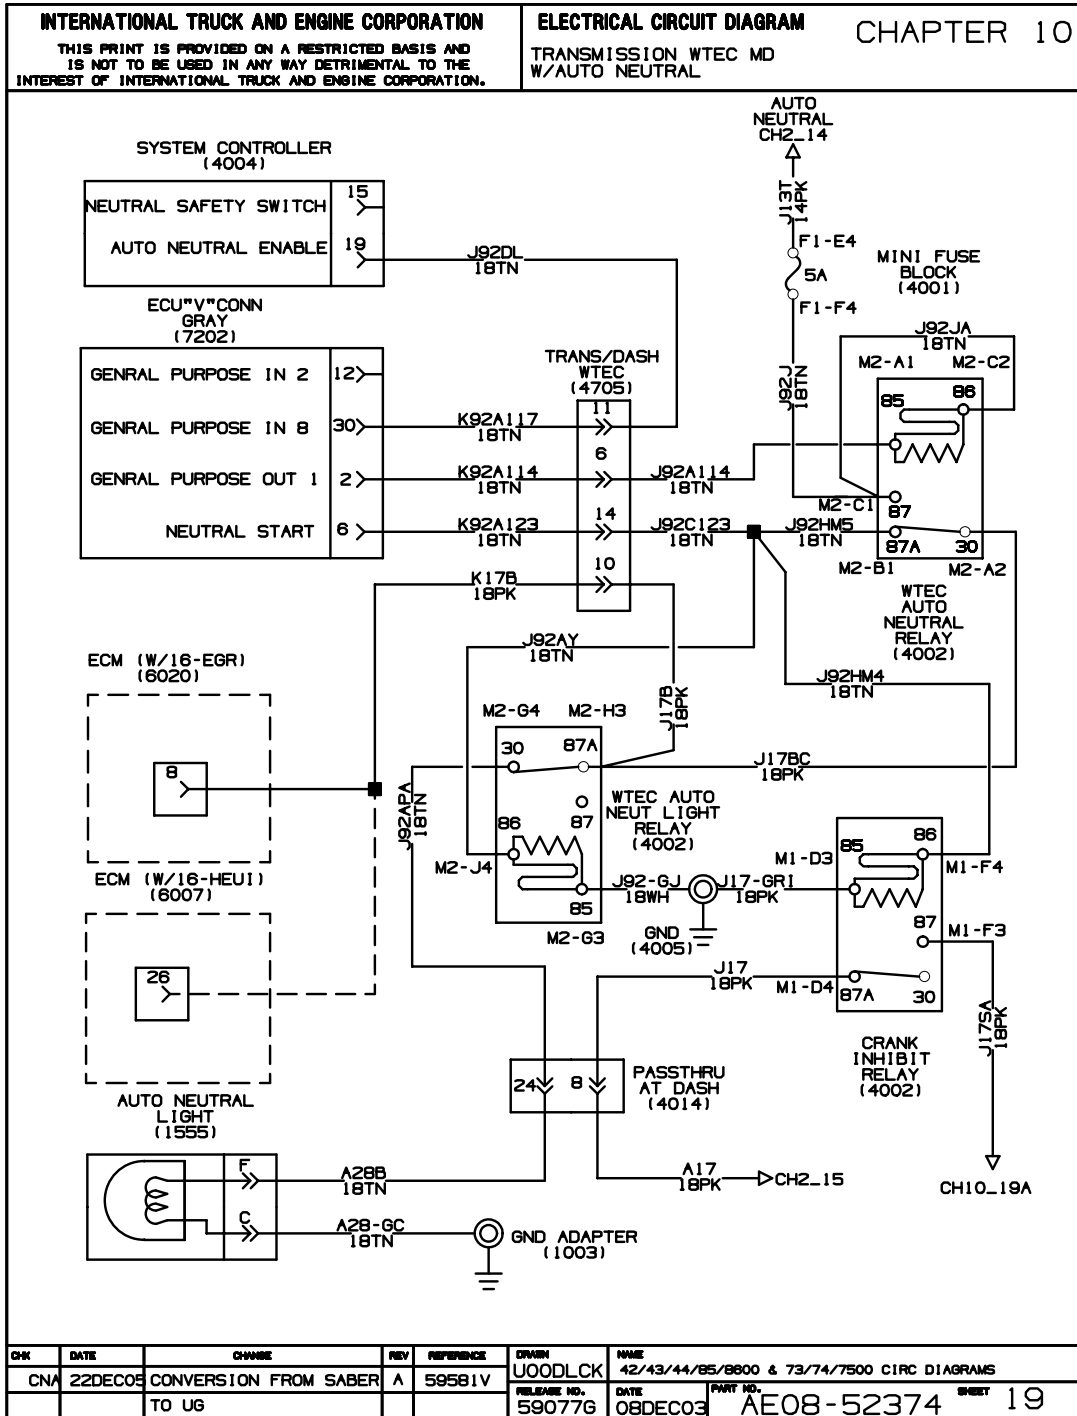 INTERNATIONAL TRUCK AND ENGINE CORPORATION
THIS PRINT IS PROVIDED ON A RESTRICTED BASIS AND
IS NOT TO BE USED IN ANY WAY DETRIMENTAL TO THE
INTEREST OF INTERNATIONAL TRUCK AND ENGINE CORPORATION.
ELECTRICAL CIRCUIT DIAGRAM
TRANSMISSION WTEC MD
W/AUTO NEUTRAL
CHAPTER 10
AUTO
NEUTRAL
CH2_14
J13T
14PK
F1-E4
5A
F1-F4
J92J
18TN
MINI FUSE
BLOCK
(4001)
SYSTEM CONTROLLER
(4004)
NEUTRAL SAFETY SWITCH
15
AUTO NEUTRAL ENABLE
19
J92DL
18TN
ECU"V"CONN
GRAY
(7202)
GENRAL PURPOSE IN 2
12
GENRAL PURPOSE IN 8
30
GENRAL PURPOSE OUT 1
2
NEUTRAL START
6
TRANS/DASH
WTEC
(4705)
11
6
14
10
K92A117
18TN
K92A114
18TN
K92A123
18TN
K17B
18PK
J92A114
18TN
J92C123
18TN
J92HM5
18TN
J92JA
18TN
M2-A1
M2-C2
85
86
M2-C1
87
87A
30
M2-B1
M2-A2
WTEC
AUTO
NEUTRAL
RELAY
(4002)
J92AY
18TN
J92HM4
18TN
J17B
18PK
ECM (W/16-EGR)
(6020)
8
ECM (W/16-HEUI)
(6007)
26
M2-G4
M2-H3
30
87A
87
86
85
M2-J4
M2-G3
WTEC AUTO
NEUT LIGHT
RELAY
(4002)
J92APA
18TN
J17BC
18PK
J92-GJ
18WH
J17-GRI
18PK
GND
(4005)
M1-D3
85
86
M1-F4
87
M1-F3
M1-D4
87A
30
J17
18PK
J17SA
18PK
CRANK
INHIBIT
RELAY
(4002)
24
8
PASSTHRU
AT DASH
(4014)
AUTO NEUTRAL
LIGHT
(1555)
F
C
A28B
18TN
A28-GC
18TN
GND ADAPTER
(1003)
A17
18PK
CH2_15
CH10_19A
CHK
DATE
CHANGE
REV
REFERENCE
CNA
22DEC05
CONVERSION FROM SABER
A
59581V
TO UG
DRAWN
UOODLCK
NAME
42/43/44/85/8600 & 73/74/7500 CIRC DIAGRAMS
RELEASE NO.
59077G
DATE
08DEC03
PART NO.
AE08-52374
SHEET
19